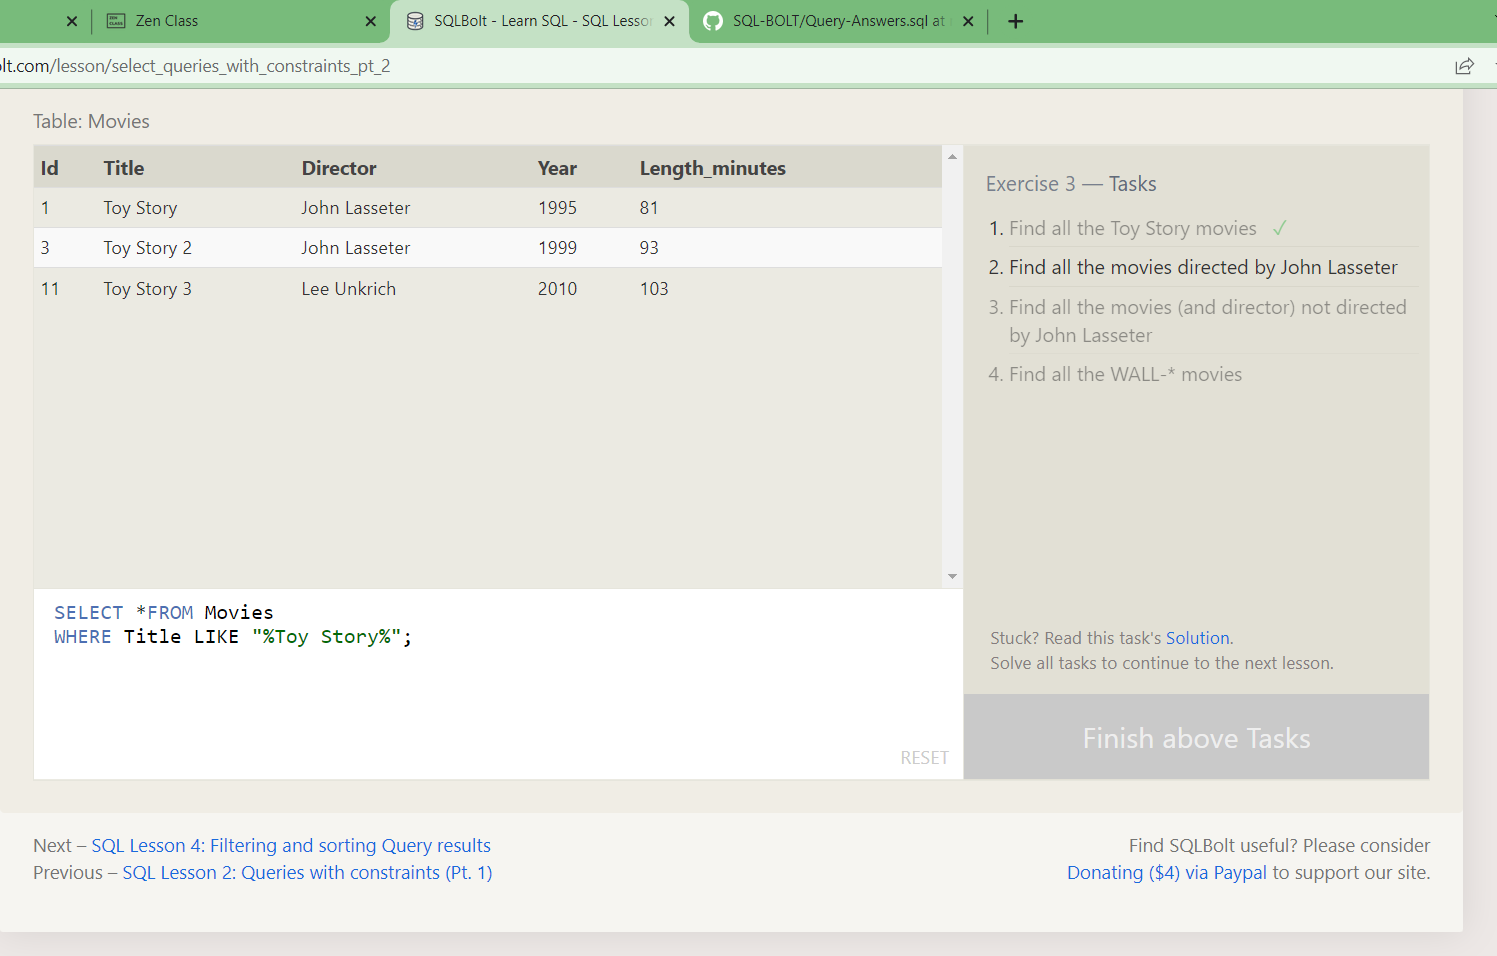 Zen Class
SQLBolt - Learn SQL - SQL Lesso
SQL-BOLT/Query-Answers.sql at
lt.com/lesson/select_queries_with_constraints_pt_2
Table: Movies
Id Title Director Year Length_minutes
1 Toy Story John Lasseter 1995 81
3 Toy Story 2 John Lasseter 1999 93
11 Toy Story 3 Lee Unkrich 2010 103
SELECT *FROM Movies
WHERE Title LIKE "%Toy Story%";
RESET
Exercise 3 — Tasks
1. Find all the Toy Story movies ✓
2. Find all the movies directed by John Lasseter
3. Find all the movies (and director) not directed
by John Lasseter
4. Find all the WALL-* movies
Stuck? Read this task's Solution.
Solve all tasks to continue to the next lesson.
Finish above Tasks
Next – SQL Lesson 4: Filtering and sorting Query results
Previous – SQL Lesson 2: Queries with constraints (Pt. 1)
Find SQLBolt useful? Please consider
Donating ($4) via Paypal to support our site.